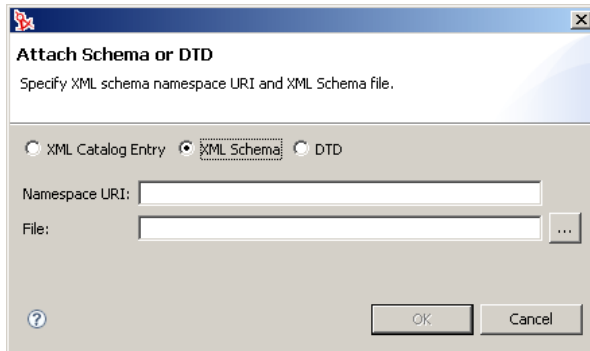 Attach Schema or DTD
Specify XML schema namespace URI and XML Schema file.
XML Catalog Entry XML Schema DTD
Namespace URI:
File: ...
? OK Cancel